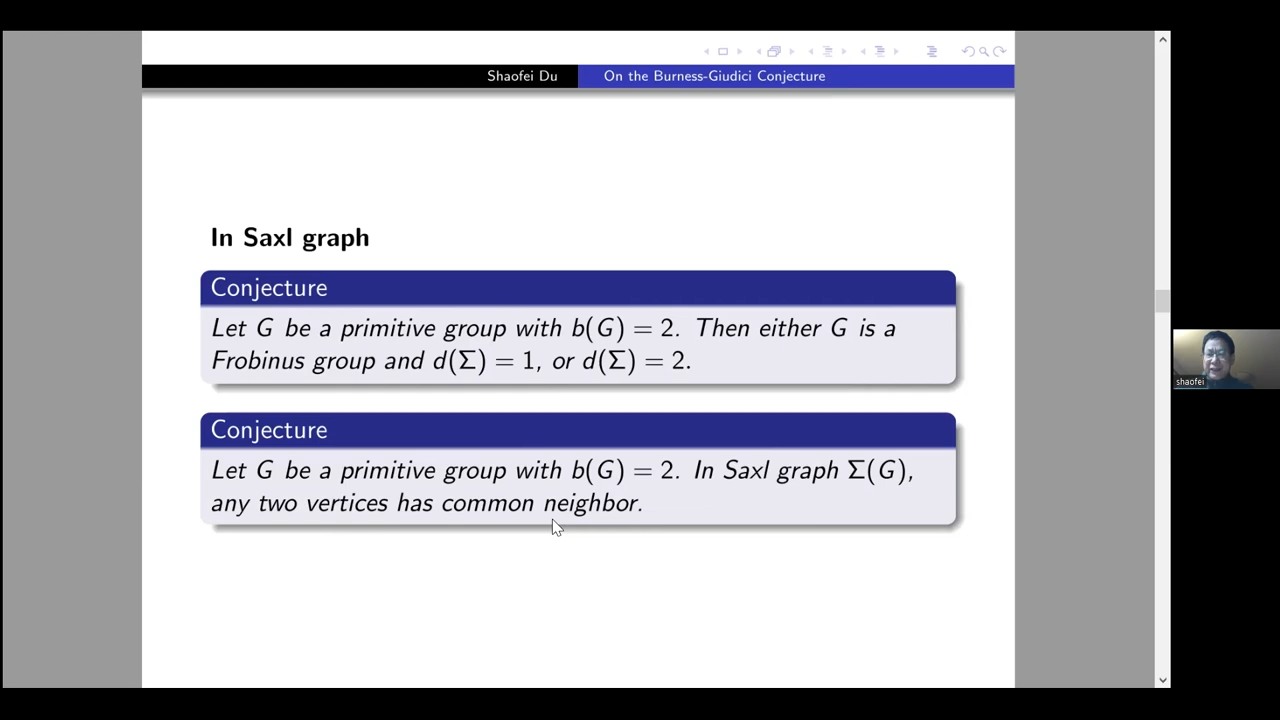 Shaofei Du
On the Burness-Giudici Conjecture
In Saxl graph
Conjecture
Let G be a primitive group with b(G) = 2. Then either G is a
Frobinus group and d(Σ) = 1, or d(Σ) = 2.
Conjecture
Let G be a primitive group with b(G) = 2. In Saxl graph Σ(G),
any two vertices has common neighbor.
shaofei